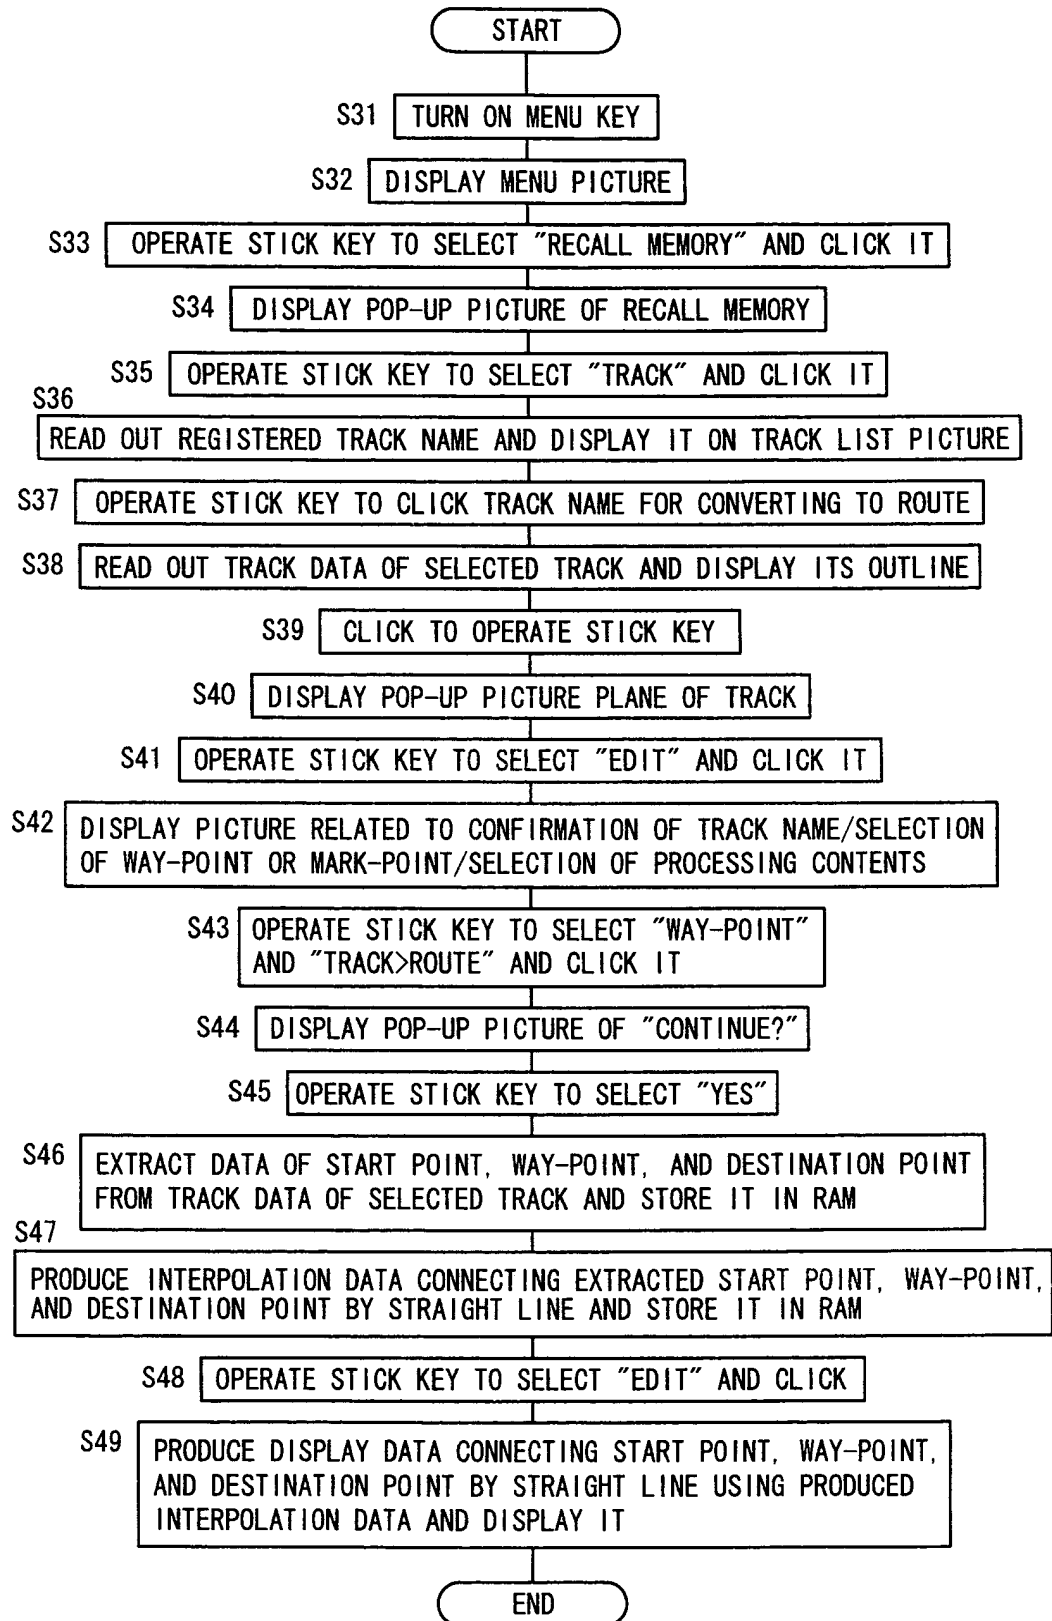 START
S31 TURN ON MENU KEY
S32 DISPLAY MENU PICTURE
S33 OPERATE STICK KEY TO SELECT "RECALL MEMORY" AND CLICK IT
S34 DISPLAY POP-UP PICTURE OF RECALL MEMORY
S35 OPERATE STICK KEY TO SELECT "TRACK" AND CLICK IT
S36
READ OUT REGISTERED TRACK NAME AND DISPLAY IT ON TRACK LIST PICTURE
S37 OPERATE STICK KEY TO CLICK TRACK NAME FOR CONVERTING TO ROUTE
S38 READ OUT TRACK DATA OF SELECTED TRACK AND DISPLAY ITS OUTLINE
S39 CLICK TO OPERATE STICK KEY
S40 DISPLAY POP-UP PICTURE PLANE OF TRACK
S41 OPERATE STICK KEY TO SELECT "EDIT" AND CLICK IT
S42 DISPLAY PICTURE RELATED TO CONFIRMATION OF TRACK NAME/SELECTION
OF WAY-POINT OR MARK-POINT/SELECTION OF PROCESSING CONTENTS
S43 OPERATE STICK KEY TO SELECT "WAY-POINT"
AND "TRACK>ROUTE" AND CLICK IT
S44 DISPLAY POP-UP PICTURE OF "CONTINUE?"
S45 OPERATE STICK KEY TO SELECT "YES"
S46 EXTRACT DATA OF START POINT, WAY-POINT, AND DESTINATION POINT
FROM TRACK DATA OF SELECTED TRACK AND STORE IT IN RAM
S47
PRODUCE INTERPOLATION DATA CONNECTING EXTRACTED START POINT, WAY-POINT,
AND DESTINATION POINT BY STRAIGHT LINE AND STORE IT IN RAM
S48 OPERATE STICK KEY TO SELECT "EDIT" AND CLICK
S49 PRODUCE DISPLAY DATA CONNECTING START POINT, WAY-POINT,
AND DESTINATION POINT BY STRAIGHT LINE USING PRODUCED
INTERPOLATION DATA AND DISPLAY IT
END